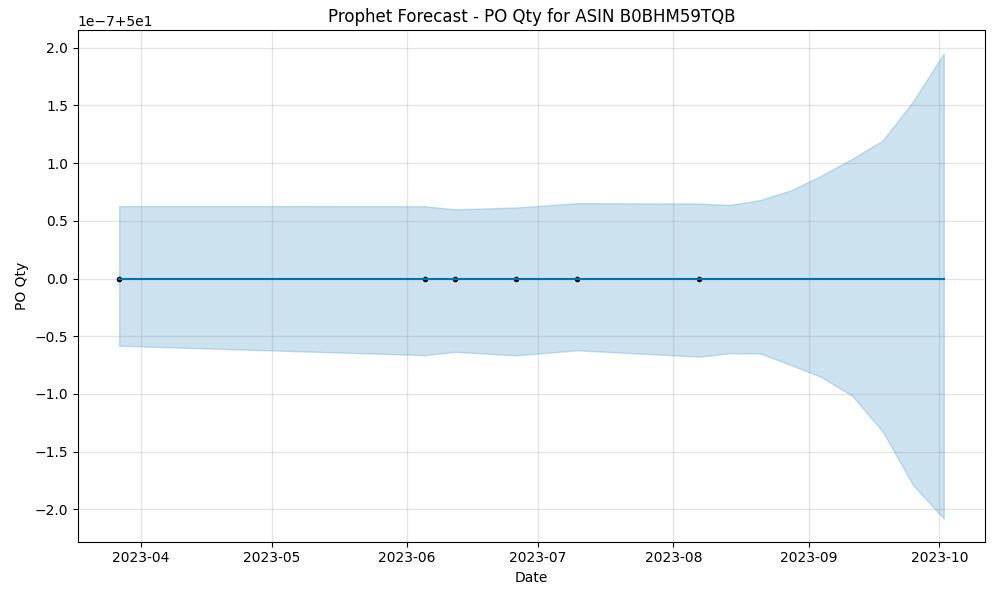 Prophet Forecast - PO Qty for ASIN B0BHM59TQB
1e−7+5e1
2.0
1.5
1.0
0.5
0.0
−0.5
−1.0
−1.5
−2.0
PO Qty
2023-04 2023-05 2023-06 2023-07 2023-08 2023-09 2023-10
Date